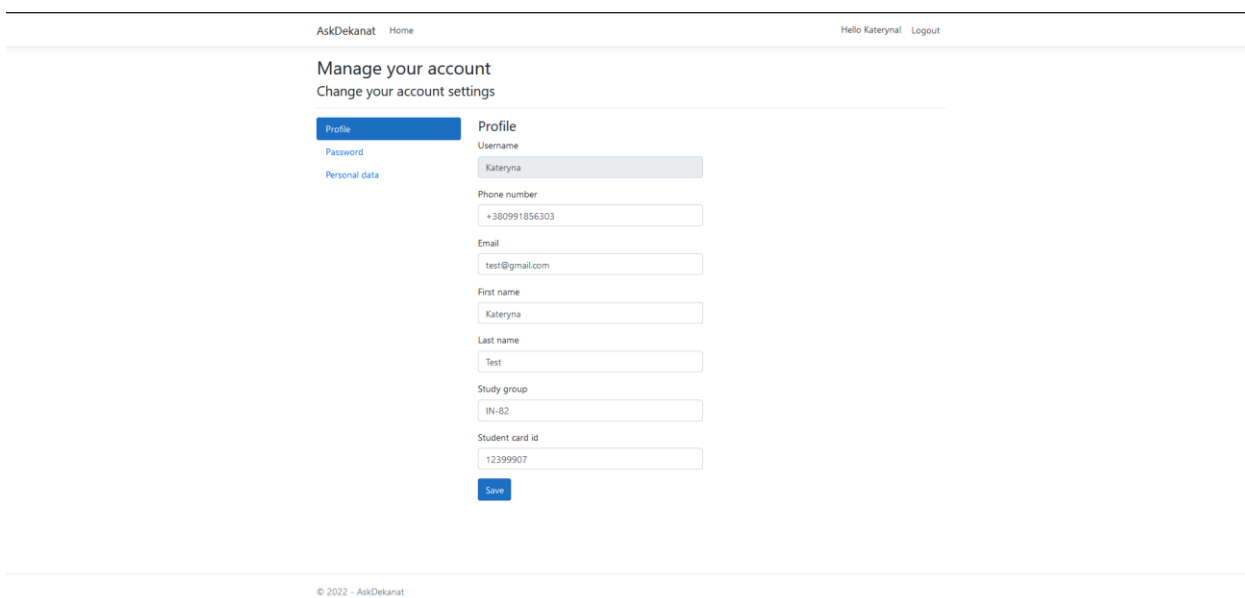 AskDekanat Home Hello Kateryna! Logout
Manage your account
Change your account settings
Profile
Password
Personal data
Profile
Username
Kateryna
Phone number
+380991856303
Email
test@gmail.com
First name
Kateryna
Last name
Test
Study group
IN-82
Student card id
12399907
Save
© 2022 - AskDekanat